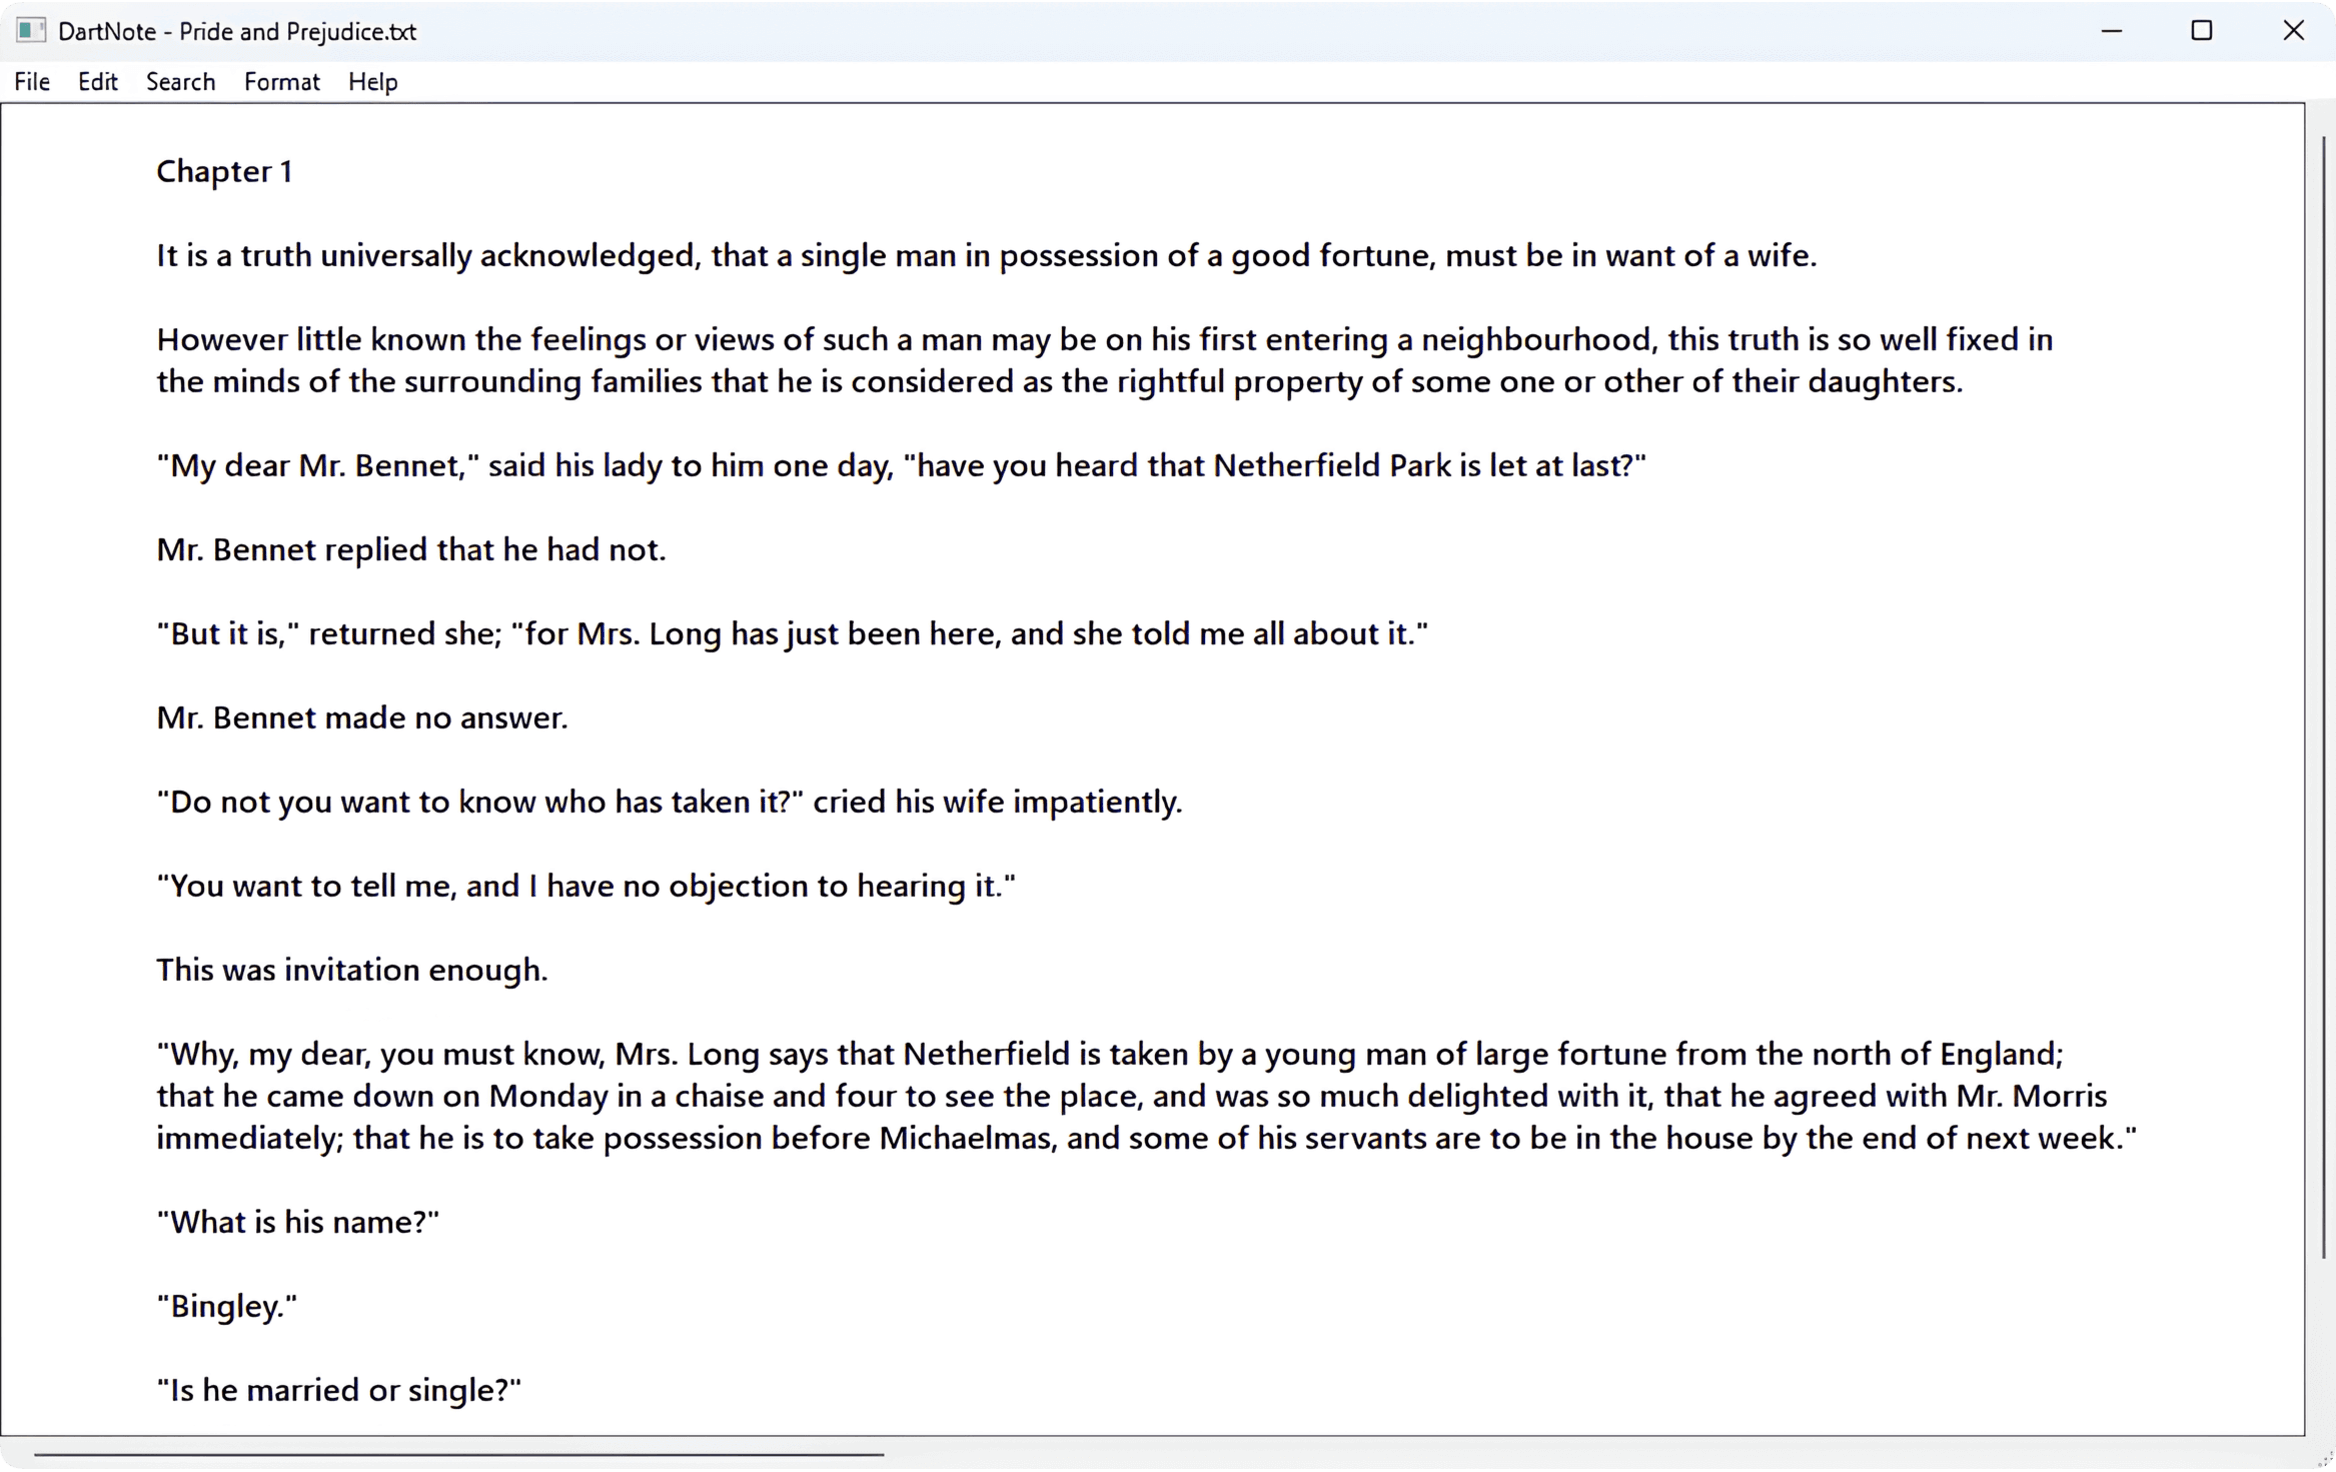 DartNote - Pride and Prejudice.txt
File Edit Search Format Help
Chapter 1
It is a truth universally acknowledged, that a single man in possession of a good fortune, must be in want of a wife.
However little known the feelings or views of such a man may be on his first entering a neighbourhood, this truth is so well fixed in
the minds of the surrounding families that he is considered as the rightful property of some one or other of their daughters.
"My dear Mr. Bennet," said his lady to him one day, "have you heard that Netherfield Park is let at last?"
Mr. Bennet replied that he had not.
"But it is," returned she; "for Mrs. Long has just been here, and she told me all about it."
Mr. Bennet made no answer.
"Do not you want to know who has taken it?" cried his wife impatiently.
"You want to tell me, and I have no objection to hearing it."
This was invitation enough.
"Why, my dear, you must know, Mrs. Long says that Netherfield is taken by a young man of large fortune from the north of England;
that he came down on Monday in a chaise and four to see the place, and was so much delighted with it, that he agreed with Mr. Morris
immediately; that he is to take possession before Michaelmas, and some of his servants are to be in the house by the end of next week."
"What is his name?"
"Bingley."
"Is he married or single?"